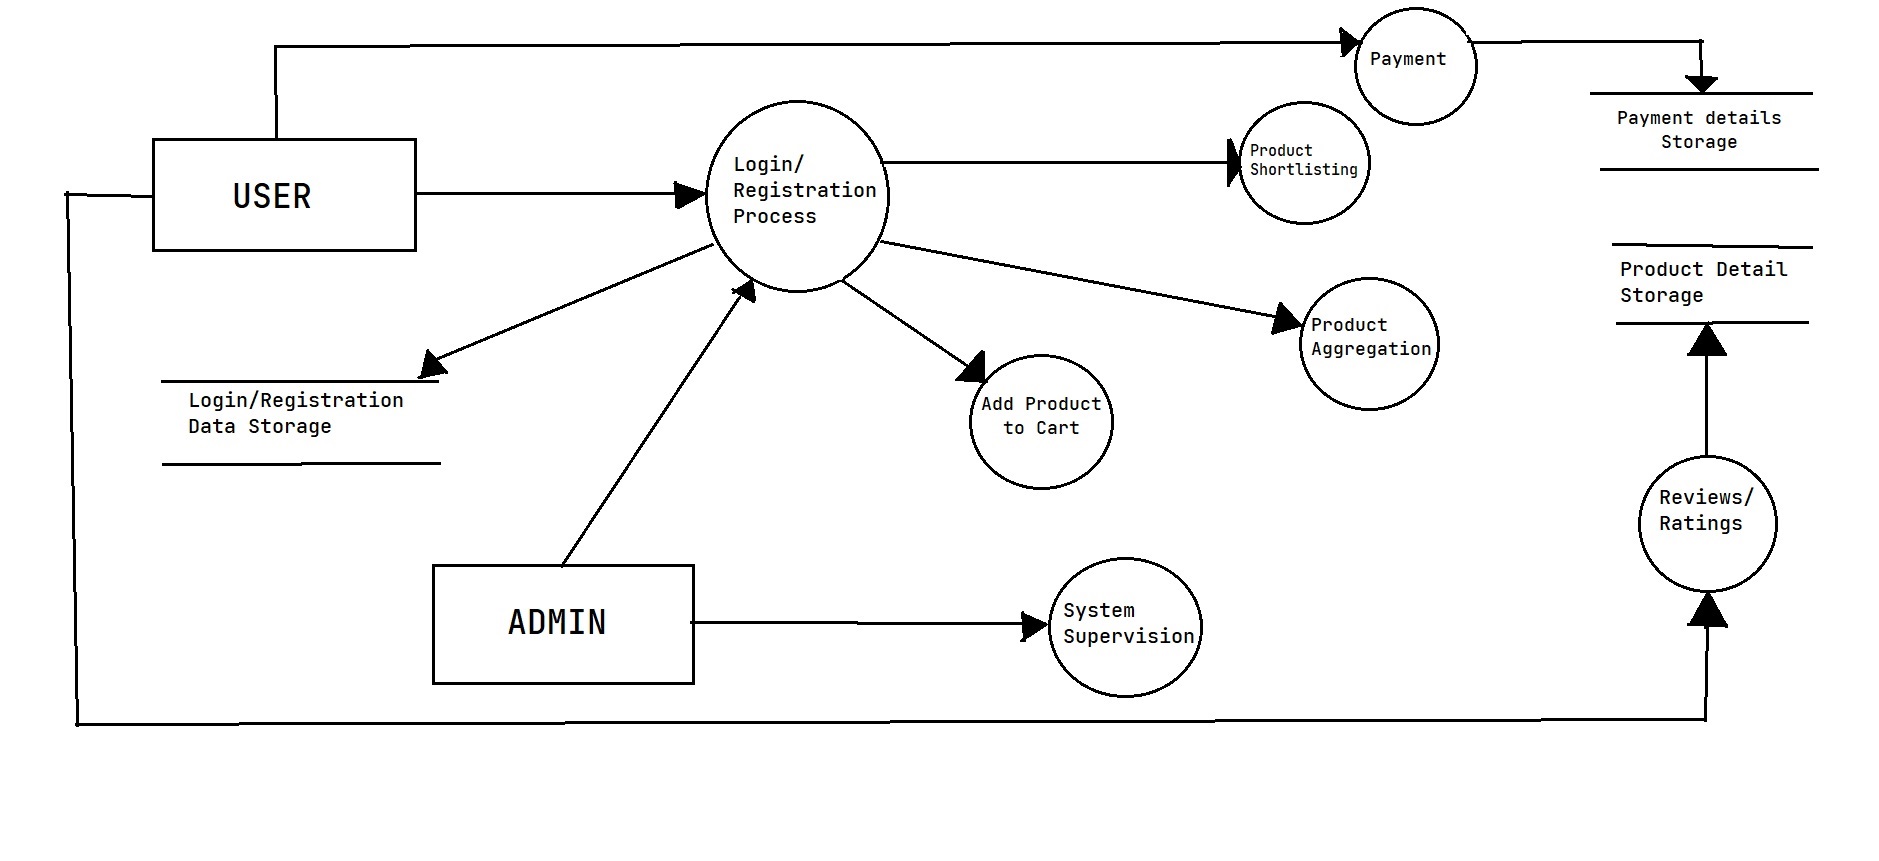 Payment
Payment details
Storage
Product
Shortlisting
Login/
Registration
Process
USER
Product Detail
Storage
Product
Aggregation
Login/Registration
Data Storage
Add Product
to Cart
Reviews/
Ratings
ADMIN
System
Supervision